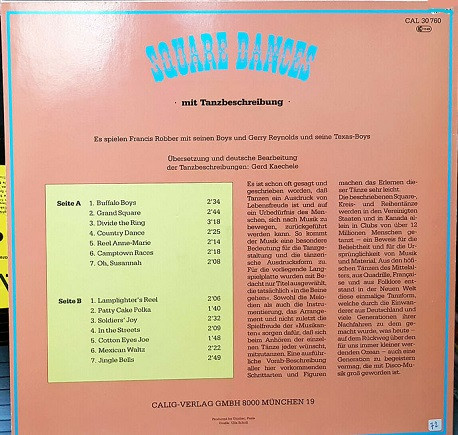 CAL 30 760
SQUARE DANCES
· mit Tanzbeschreibung ·
Es spielen Francis Robber mit seinen Boys und Gerry Reynolds und seine Texas-Boys
Übersetzung und deutsche Bearbeitung
der Tanzbeschreibungen: Gerd Kaechele
Seite A
1. Buffalo Boys 2'34
2. Grand Square 2'44
3. Divide the Ring 3'18
4. Country Dance 2'25
5. Reel Anne-Marie 2'14
6. Camptown Races 2'18
7. Oh, Susannah 2'08
Seite B
1. Lamplighter's Reel 2'06
2. Patty Cake Polka 1'40
3. Soldiers' Joy 2'32
4. In the Streets 2'09
5. Cotton Eyes Joe 1'48
6. Mexican Waltz 2'22
7. Jingle Bells 2'49
Es ist schon oft gesagt und
geschrieben worden, daß
Tanzen ein Ausdruck von
Lebensfreude ist und auf
ein Urbedürfnis des Men-
schen, sich nach Musik zu
bewegen, zurückgeführt
werden kann. So kommt
der Musik eine besondere
Bedeutung für die Tanzge-
staltung und die tänzeri-
sche Ausdrucksform zu.
Für die vorliegende Lang-
spielplatte wurden mit Be-
dacht nur Titel ausgewählt,
die tatsächlich »in die Beine
gehen«. Sowohl die Melo-
dien als auch die Instru-
mentierung, das Arrange-
ment und nicht zuletzt die
Spielfreude der »Musikan-
ten« sorgen dafür, daß sich
beim Anhören der einzel-
nen Tänze jeder wünscht,
mitzutanzen. Eine ausführ-
liche Vorab-Beschreibung
aller hier vorkommenden
Schrittarten und Figuren
machen das Erlernen die-
ser Tänze sehr leicht.
Die beschriebenen Square-,
Kreis- und Reihentänze
werden in den Vereinigten
Staaten und in Kanada al-
lein in Clubs von über 12
Millionen Menschen ge-
tanzt – ein Beweis für die
Beliebtheit und für die Ur-
sprünglichkeit von Musik
und Material. Aus den höfi-
schen Tänzen des Mittelal-
ters, aus Quadrille, Françai-
se und aus Folklore ent-
stand in der Neuen Welt
diese einmalige Tanzform,
welche durch die Einwan-
derer aus Deutschland und
viele Generationen ihrer
Nachfahren zu dem ge-
macht wurde, was heute –
auf dem Rückweg über den
für uns immer kleiner wer-
denden Ozean – auch eine
Generation zu begeistern
vermag, die mit Disco-Mu-
sik groß geworden ist.
CALIG-VERLAG GMBH 8000 MÜNCHEN 19